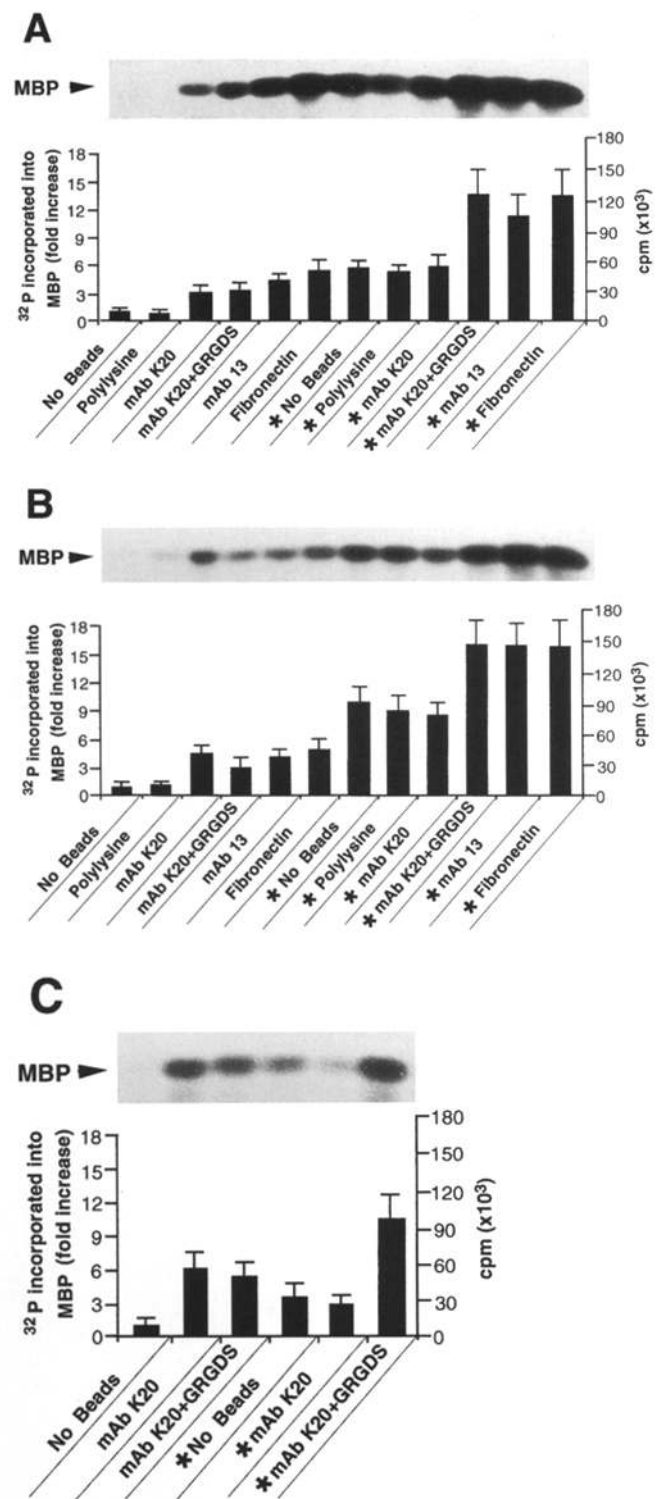 A
MBP
18
15
12
9
6
3
0
³²P incorporated into
MBP (fold increase)
180
150
120
90
60
30
0
cpm (x10³)
No Beads
Polylysine
mAb K20
mAb K20+GRGDS
mAb 13
Fibronectin
* No Beads
* Polylysine
* mAb K20
* mAb K20+GRGDS
* mAb 13
* Fibronectin
B
MBP
18
15
12
9
6
3
0
³²P incorporated into
MBP (fold increase)
180
150
120
90
60
30
0
cpm (x10³)
No Beads
Polylysine
mAb K20
mAb K20+GRGDS
mAb 13
Fibronectin
* No Beads
* Polylysine
* mAb K20
* mAb K20+GRGDS
* mAb 13
* Fibronectin
C
MBP
18
15
12
9
6
3
0
³²P incorporated into
MBP (fold increase)
180
150
120
90
60
30
0
cpm (x10³)
No Beads
mAb K20
mAb K20+GRGDS
* No Beads
* mAb K20
* mAb K20+GRGDS